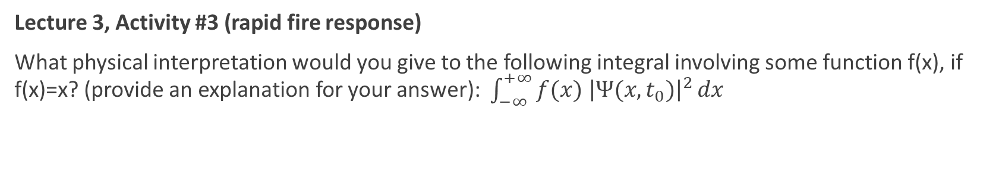 Lecture 3, Activity #3 (rapid fire response)
What physical interpretation would you give to the following integral involving some function f(x), if
f(x)=x? (provide an explanation for your answer): ∫_{−∞}^{+∞} f(x) |Ψ(x, t₀)|² dx